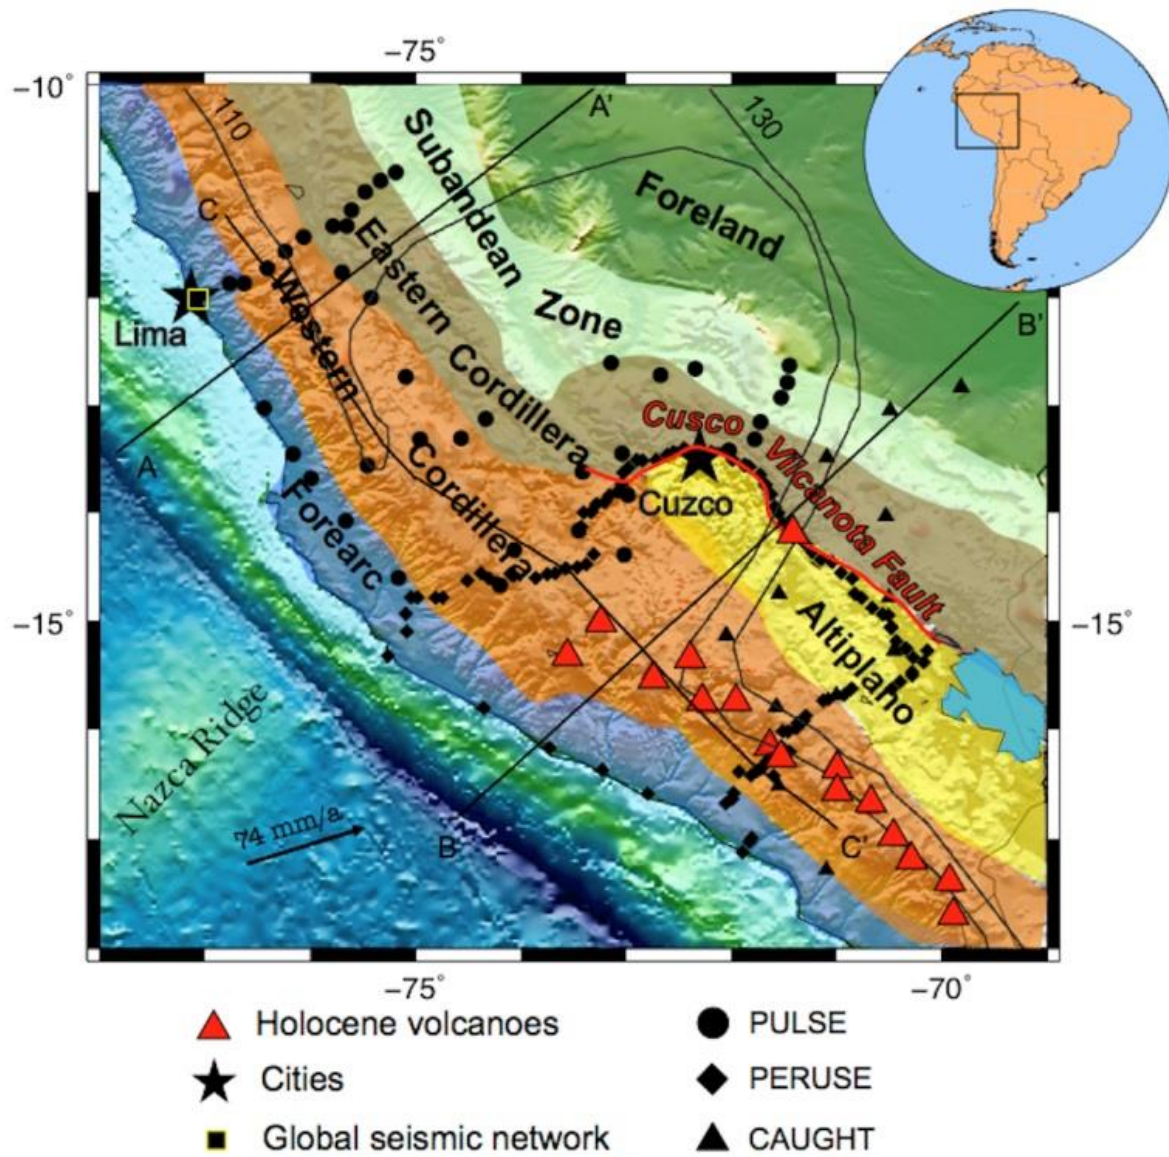 −75°
−10°
A'
110
130
Subandean
Zone
Foreland
C
Eastern Cordillera
Western
Cordillera
Lima
B'
Cusco
Vilcanota Fault
A
Cuzco
Forearc
−15°
−15°
Altiplano
Nazca Ridge
74 mm/a
B
C'
−75°
−70°
Holocene volcanoes
PULSE
Cities
PERUSE
Global seismic network
CAUGHT